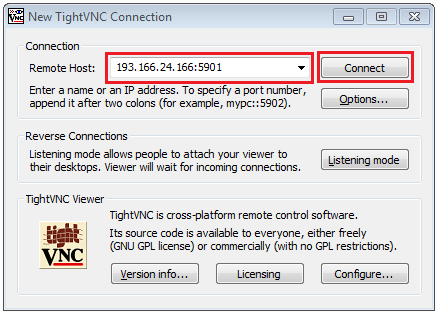 New TightVNC Connection
Connection
Remote Host:
193.166.24.166:5901
Connect
Enter a name or an IP address. To specify a port number,
append it after two colons (for example, mypc::5902).
Options...
Reverse Connections
Listening mode allows people to attach your viewer to
their desktops. Viewer will wait for incoming connections.
Listening mode
TightVNC Viewer
tight
VNC
TightVNC is cross-platform remote control software.
Its source code is available to everyone, either freely
(GNU GPL license) or commercially (with no GPL restrictions).
Version info...
Licensing
Configure...